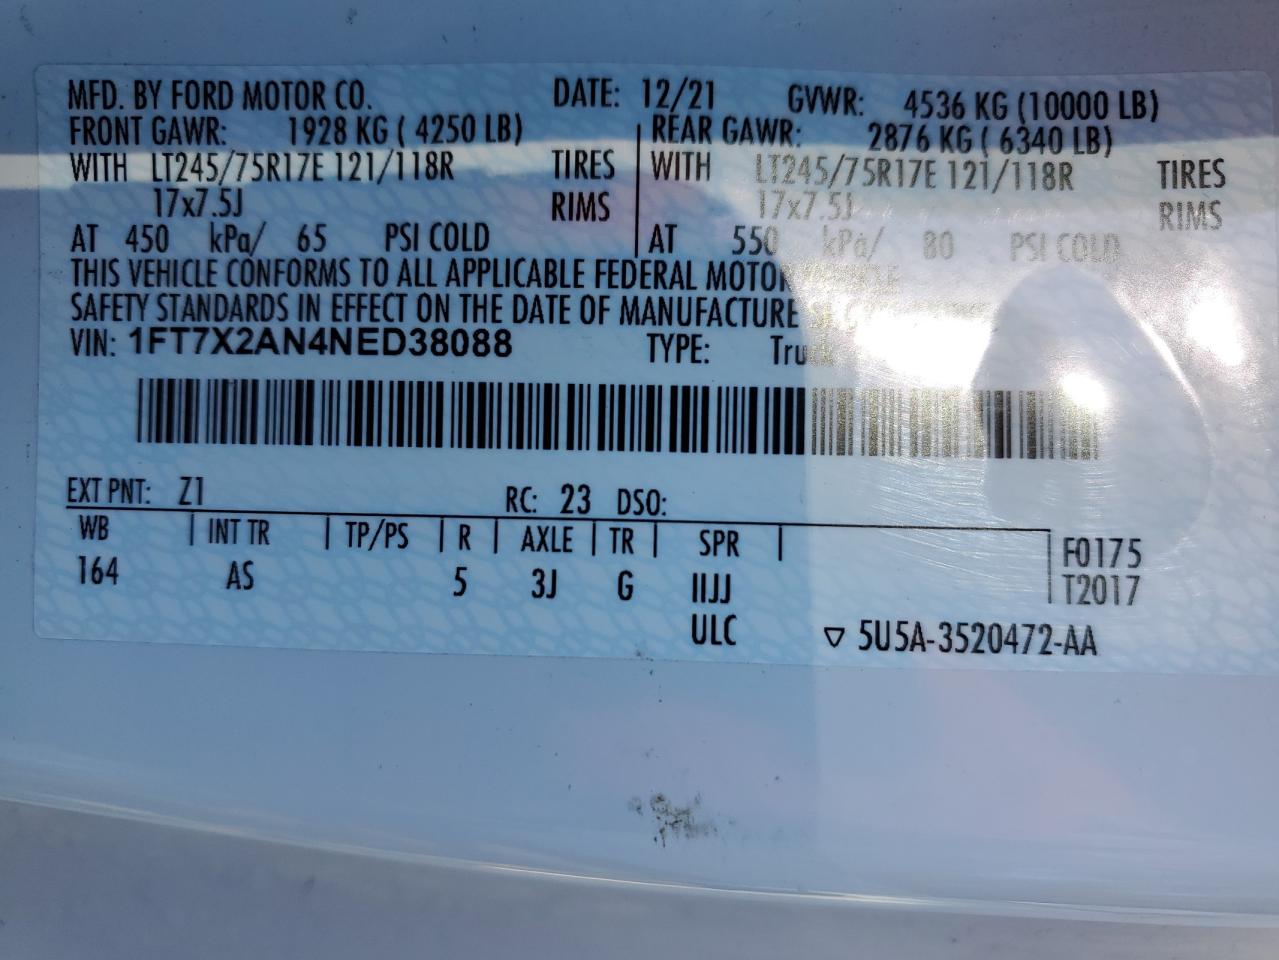 MFD. BY FORD MOTOR CO. DATE: 12/21 GVWR: 4536 KG (10000 LB)
FRONT GAWR: 1928 KG ( 4250 LB) REAR GAWR: 2876 KG ( 6340 LB)
WITH LT245/75R17E 121/118R TIRES WITH LT245/75R17E 121/118R TIRES
17x7.5J RIMS 17x7.5J RIMS
AT 450 kPa/ 65 PSI COLD AT 550 kPa/ 80 PSI COLD
THIS VEHICLE CONFORMS TO ALL APPLICABLE FEDERAL MOTOR VEHICLE
SAFETY STANDARDS IN EFFECT ON THE DATE OF MANUFACTURE
VIN: 1FT7X2AN4NED38088 TYPE: Truck
EXT PNT: Z1 RC: 23 DSO:
WB INT TR TP/PS R AXLE TR SPR F0175
164 AS 5 3J G IIJJ T2017
ULC 5U5A-3520472-AA